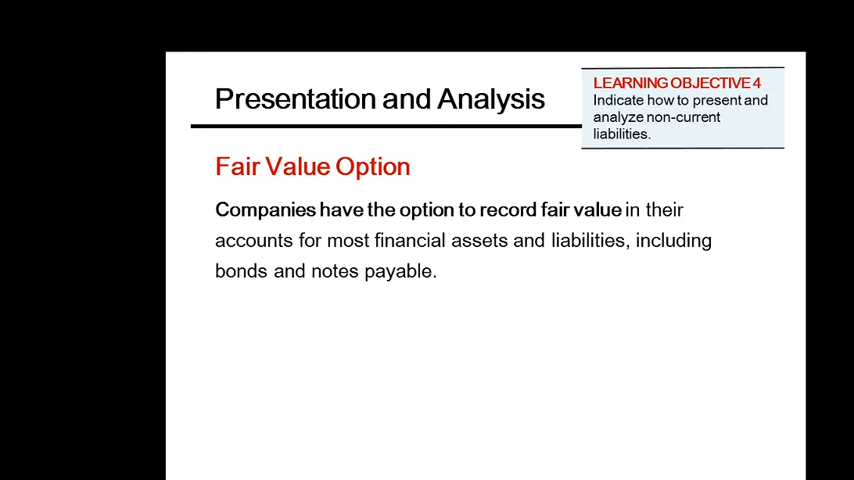 Presentation and Analysis
LEARNING OBJECTIVE 4
Indicate how to present and
analyze non-current
liabilities.
Fair Value Option
Companies have the option to record fair value in their
accounts for most financial assets and liabilities, including
bonds and notes payable.